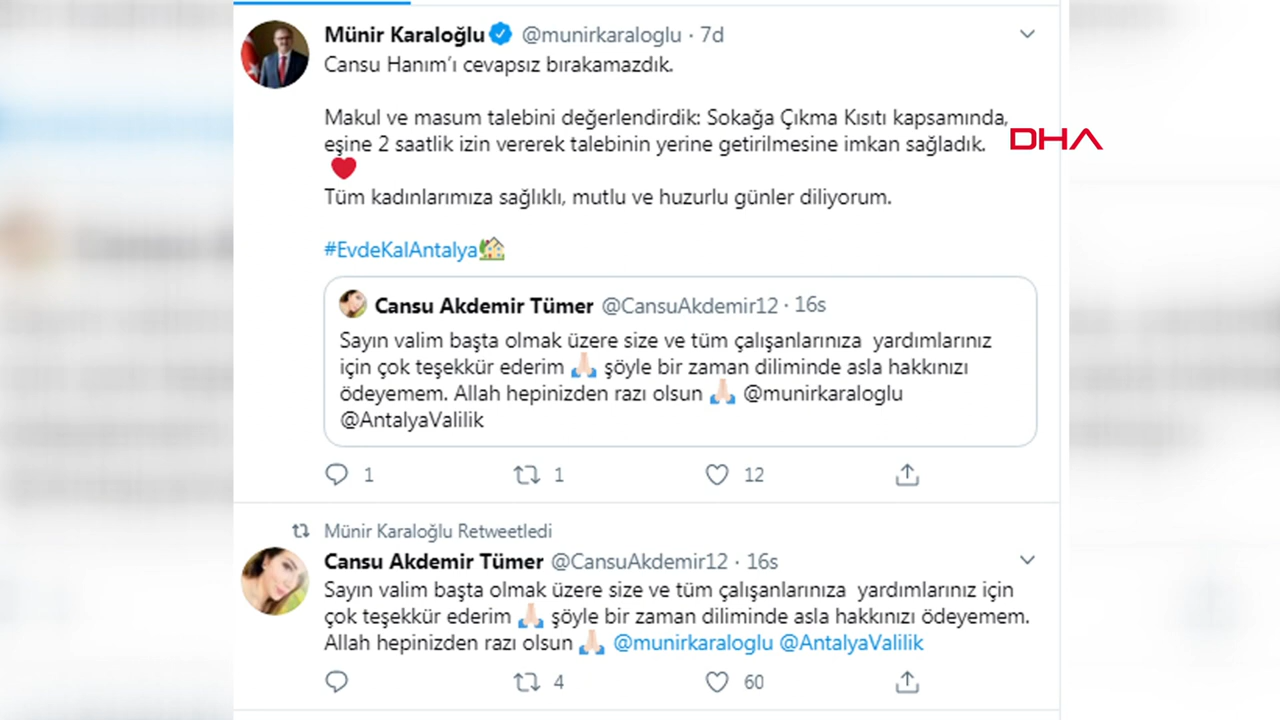 Münir Karaloğlu @munirkaraloglu · 7d
Cansu Hanım'ı cevapsız bırakamazdık.
Makul ve masum talebini değerlendirdik: Sokağa Çıkma Kısıtı kapsamında,
eşine 2 saatlik izin vererek talebinin yerine getirilmesine imkan sağladık.
DHA
❤️
Tüm kadınlarımıza sağlıklı, mutlu ve huzurlu günler diliyorum.
#EvdeKalAntalya🏡
Cansu Akdemir Tümer @CansuAkdemir12 · 16s
Sayın valim başta olmak üzere size ve tüm çalışanlarınıza  yardımlarınız
için çok teşekkür ederim 🙏🏻 şöyle bir zaman diliminde asla hakkınızı
ödeyemem. Allah hepinizden razı olsun 🙏🏻 @munirkaraloglu
@AntalyaValilik
1 1 12
Münir Karaloğlu Retweetledi
Cansu Akdemir Tümer @CansuAkdemir12 · 16s
Sayın valim başta olmak üzere size ve tüm çalışanlarınıza  yardımlarınız için
çok teşekkür ederim 🙏🏻 şöyle bir zaman diliminde asla hakkınızı ödeyemem.
Allah hepinizden razı olsun 🙏🏻 @munirkaraloglu @AntalyaValilik
4 60